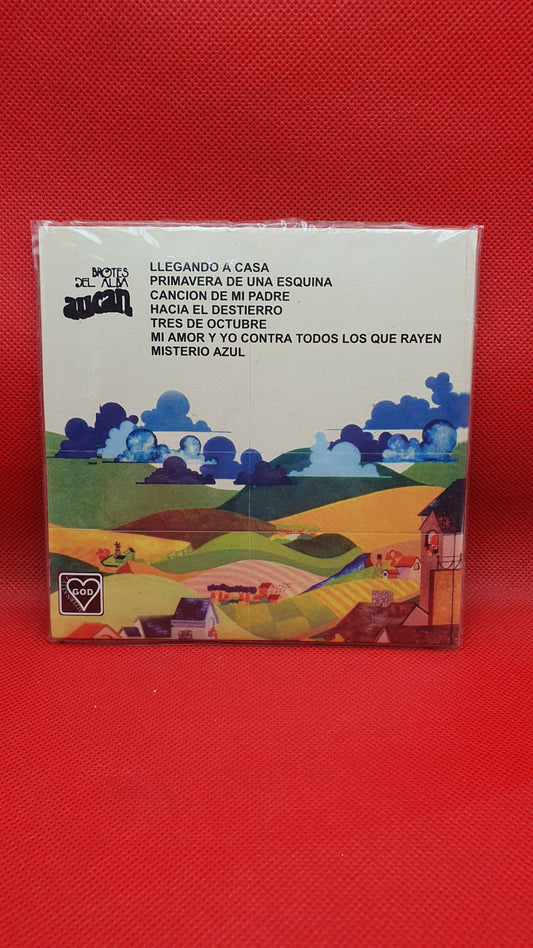 BROTES
DEL ALBA
aucan
LLEGANDO A CASA
PRIMAVERA DE UNA ESQUINA
CANCION DE MI PADRE
HACIA EL DESTIERRO
TRES DE OCTUBRE
MI AMOR Y YO CONTRA TODOS LOS QUE RAYEN
MISTERIO AZUL
GOD